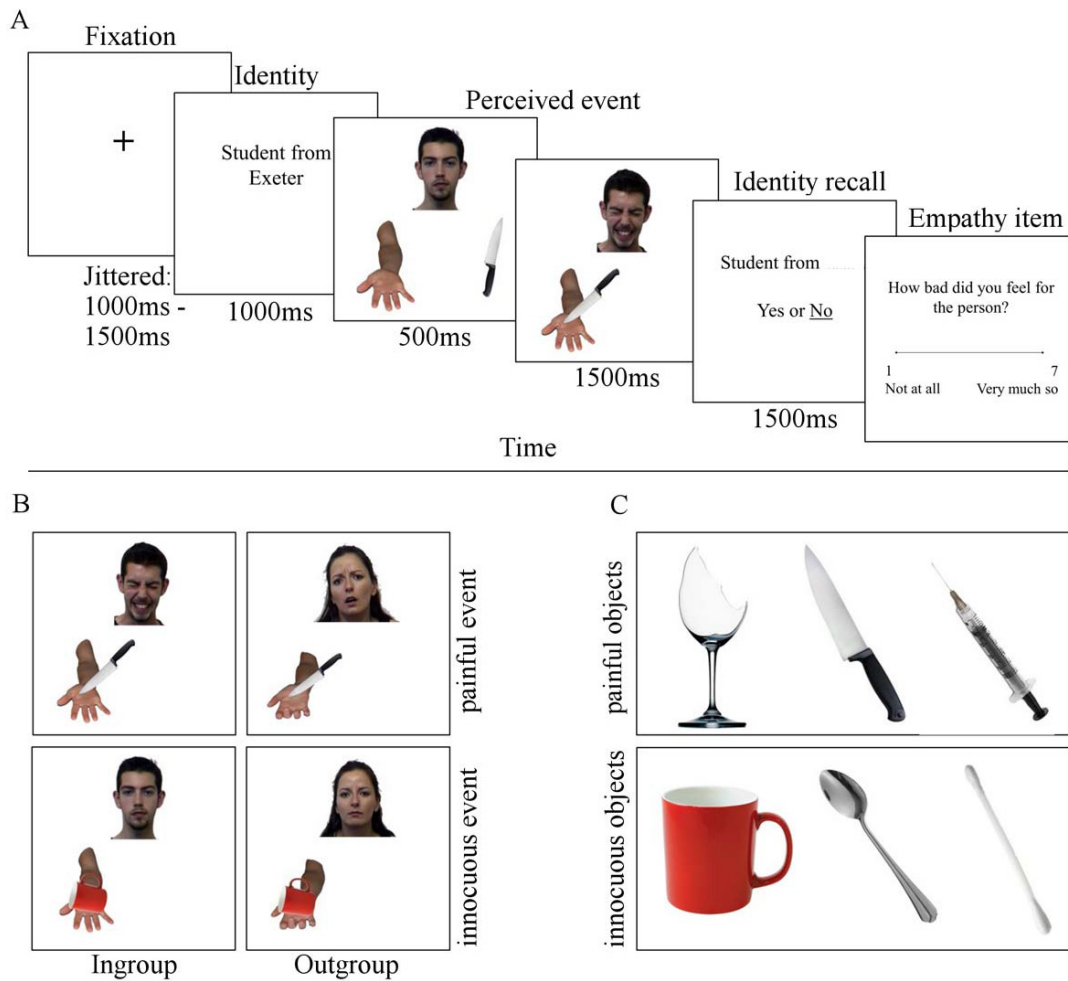 A
Fixation
+
Jittered:
1000ms -
1500ms
Identity
Student from
Exeter
1000ms
Perceived event
500ms
1500ms
Identity recall
Student from
Yes or No
1500ms
Empathy item
How bad did you feel for
the person?
1
7
Not at all
Very much so
Time
B
painful event
innocuous event
Ingroup
Outgroup
C
painful objects
innocuous objects